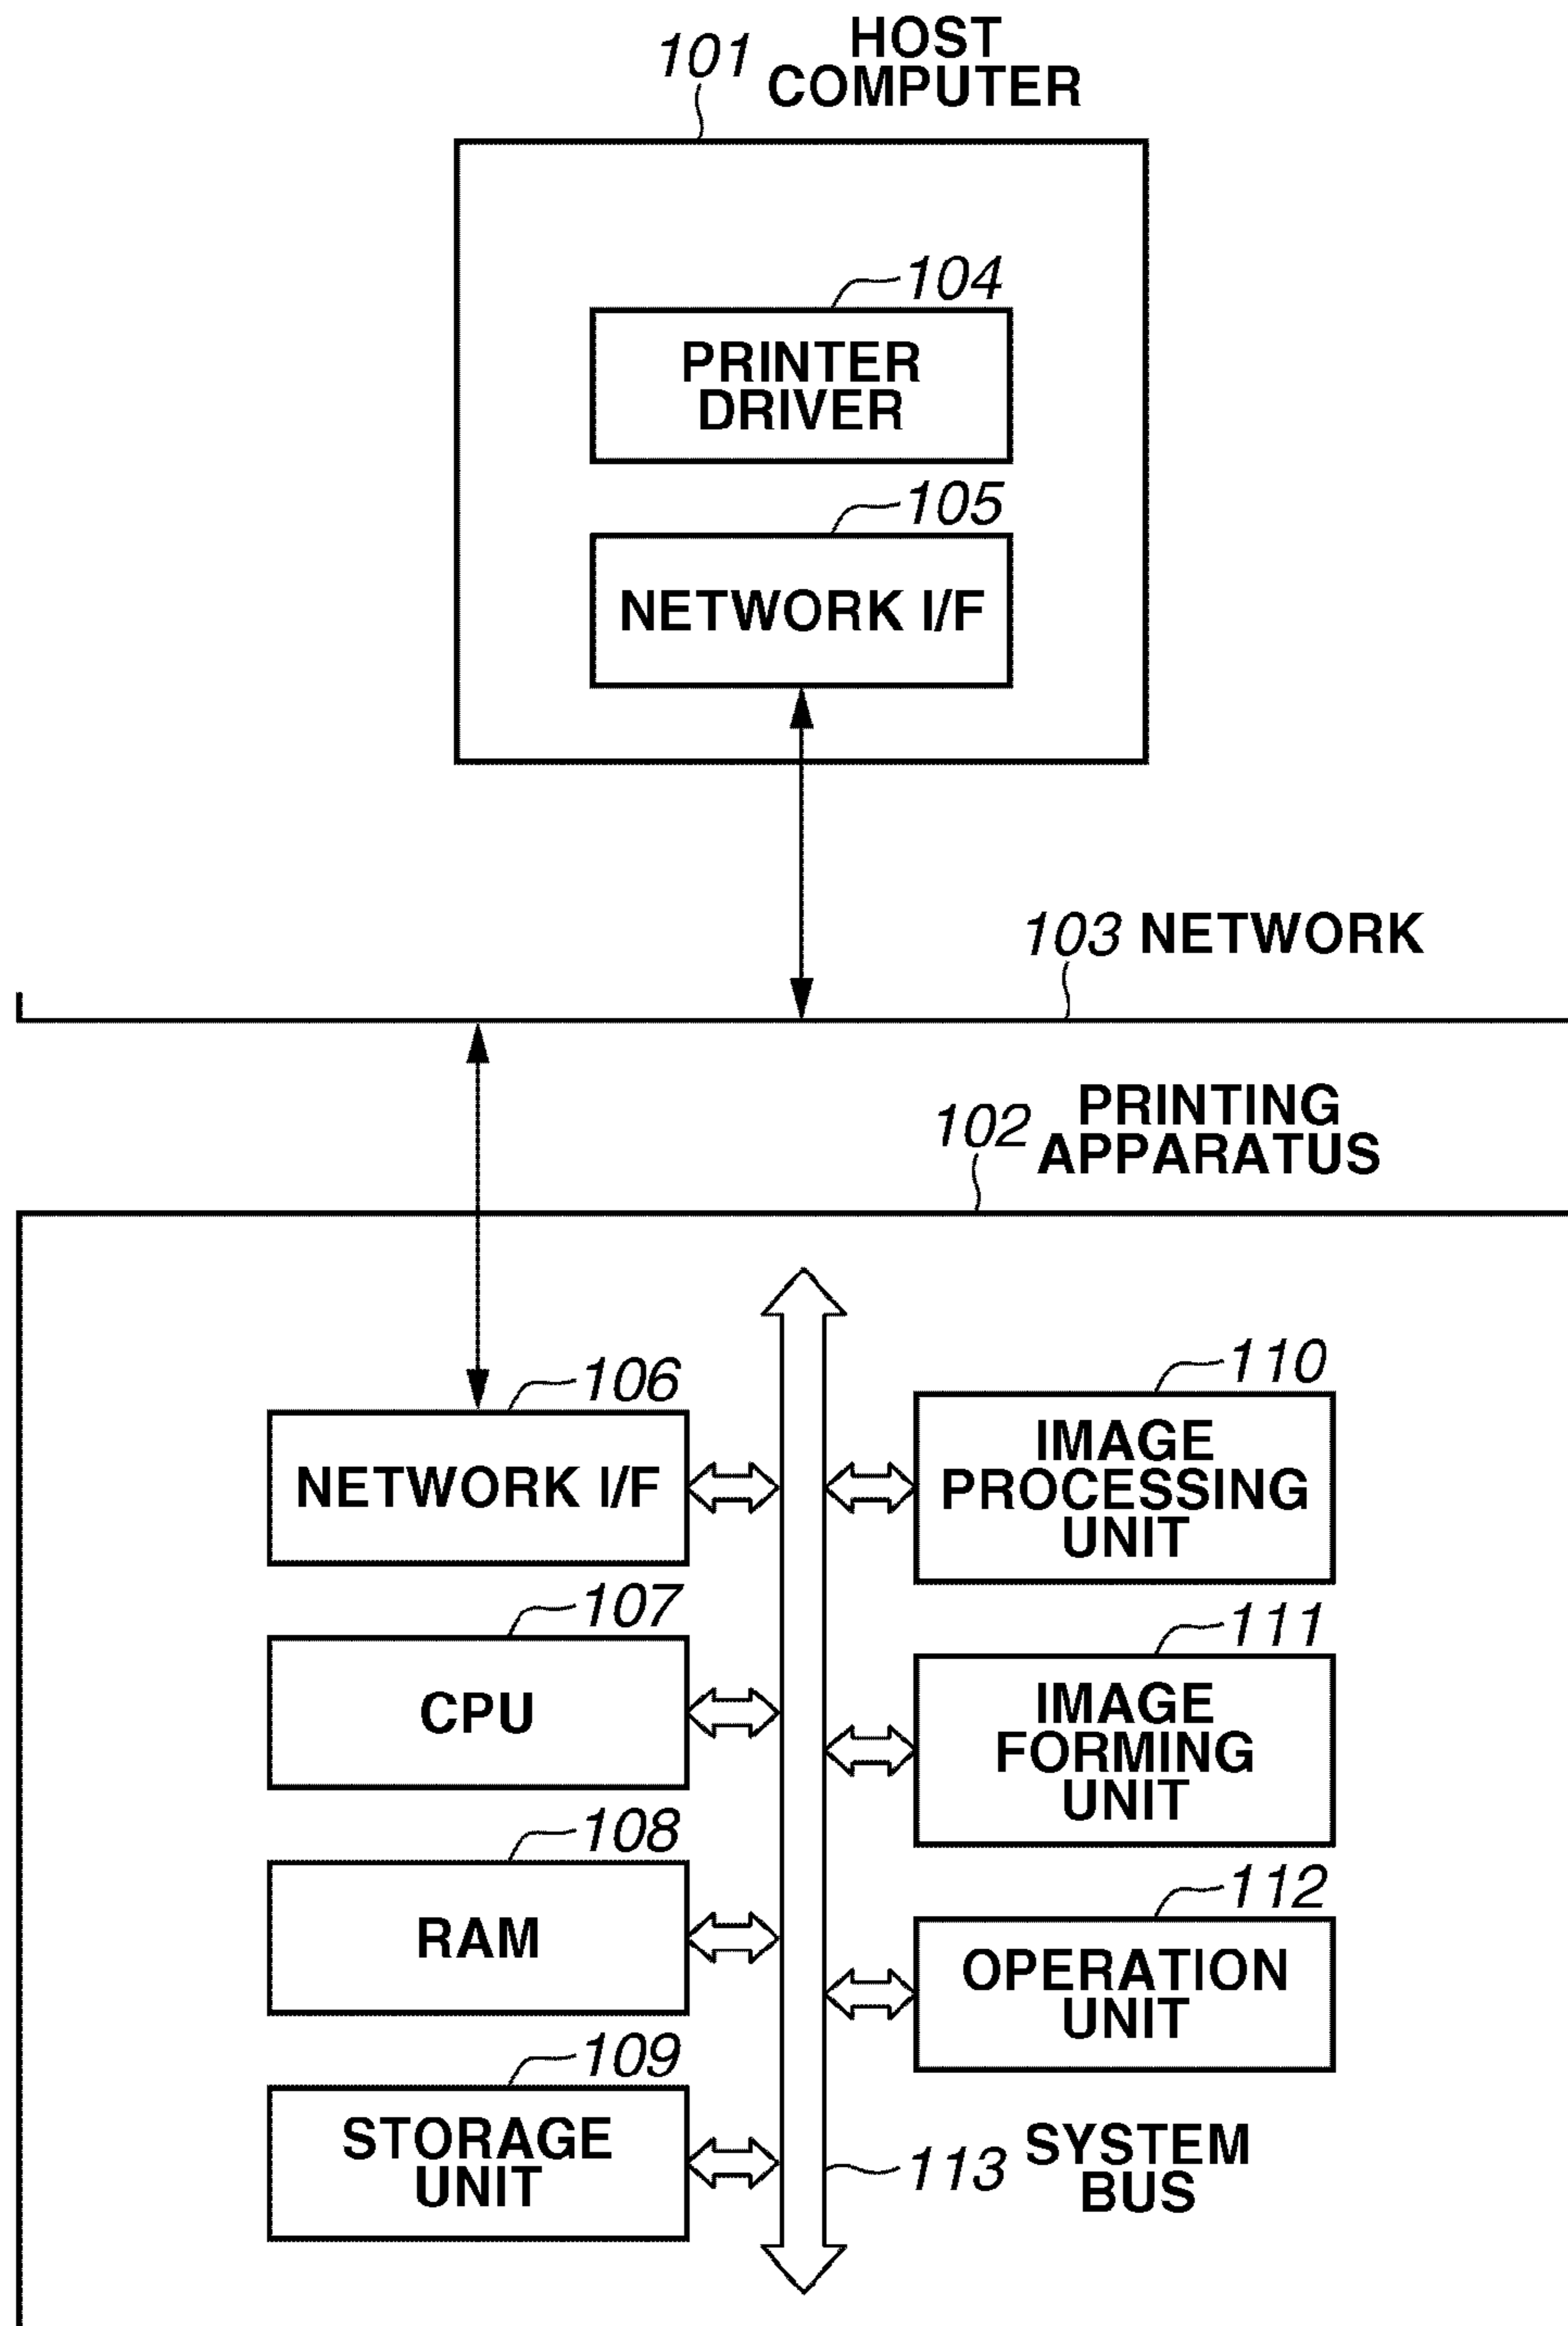 101 HOST
COMPUTER
104
PRINTER
DRIVER
105
NETWORK I/F
103 NETWORK
102 PRINTING
APPARATUS
106
NETWORK I/F
107
CPU
108
RAM
109
STORAGE
UNIT
110
IMAGE
PROCESSING
UNIT
111
IMAGE
FORMING
UNIT
112
OPERATION
UNIT
113 SYSTEM
BUS